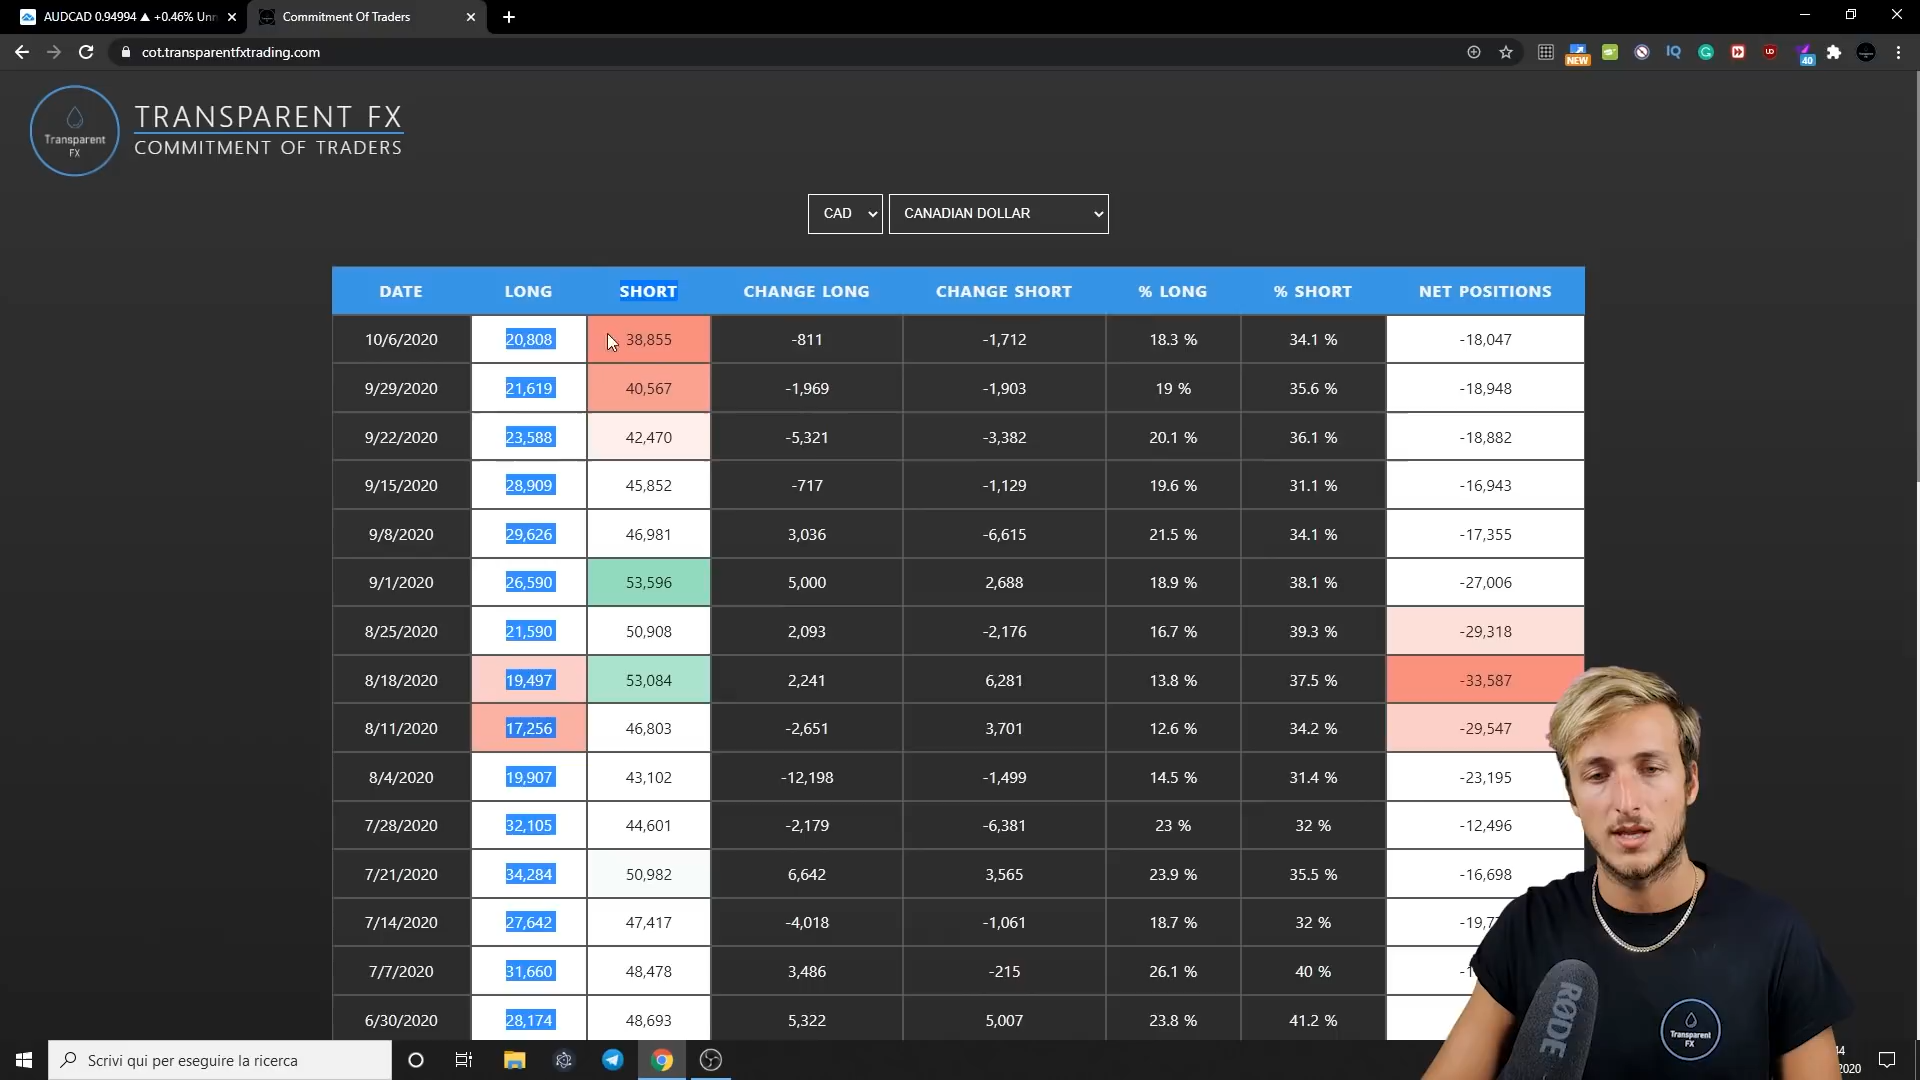 AUDCAD 0.94994 ▲ +0.46% Unn
Commitment Of Traders
cot.transparentfxtrading.com
NEW
IQ
UD
40
Transparent
FX
TRANSPARENT FX
COMMITMENT OF TRADERS
CAD
CANADIAN DOLLAR
DATE LONG SHORT CHANGE LONG CHANGE SHORT % LONG % SHORT NET POSITIONS
10/6/2020 20,808 38,855 -811 -1,712 18.3 % 34.1 % -18,047
9/29/2020 21,619 40,567 -1,969 -1,903 19 % 35.6 % -18,948
9/22/2020 23,588 42,470 -5,321 -3,382 20.1 % 36.1 % -18,882
9/15/2020 28,909 45,852 -717 -1,129 19.6 % 31.1 % -16,943
9/8/2020 29,626 46,981 3,036 -6,615 21.5 % 34.1 % -17,355
9/1/2020 26,590 53,596 5,000 2,688 18.9 % 38.1 % -27,006
8/25/2020 21,590 50,908 2,093 -2,176 16.7 % 39.3 % -29,318
8/18/2020 19,497 53,084 2,241 6,281 13.8 % 37.5 % -33,587
8/11/2020 17,256 46,803 -2,651 3,701 12.6 % 34.2 % -29,547
8/4/2020 19,907 43,102 -12,198 -1,499 14.5 % 31.4 % -23,195
7/28/2020 32,105 44,601 -2,179 -6,381 23 % 32 % -12,496
7/21/2020 34,284 50,982 6,642 3,565 23.9 % 35.5 % -16,698
7/14/2020 27,642 47,417 -4,018 -1,061 18.7 % 32 %
7/7/2020 31,660 48,478 3,486 -215 26.1 % 40 %
6/30/2020 28,174 48,693 5,322 5,007 23.8 % 41.2 %
RØDE
Transparent
FX
Scrivi qui per eseguire la ricerca
2020